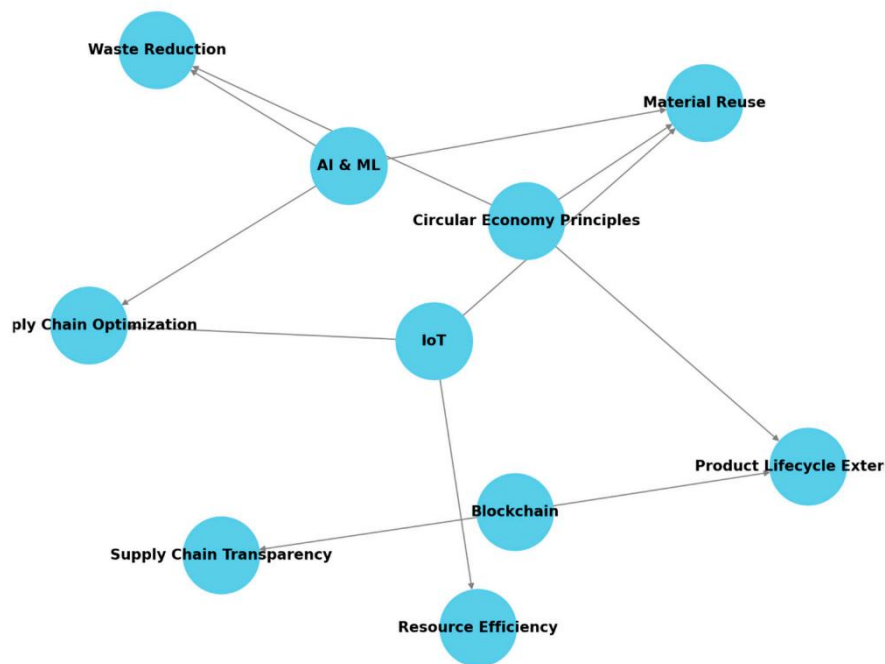 Waste Reduction
Material Reuse
AI & ML
Circular Economy Principles
ply Chain Optimization
IoT
Product Lifecycle Exter
Blockchain
Supply Chain Transparency
Resource Efficiency